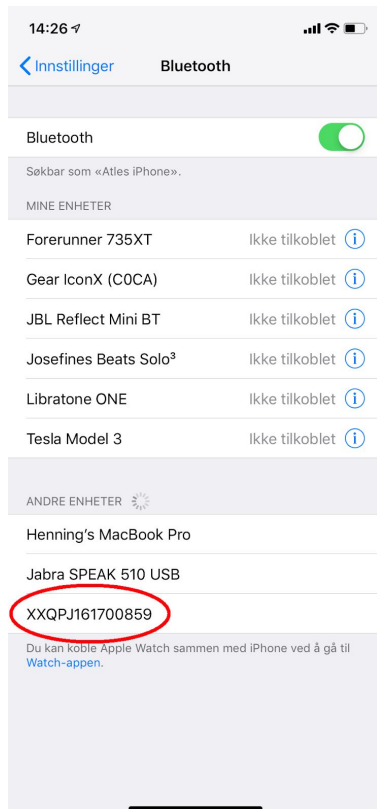 14:26
Innstillinger
Bluetooth
Bluetooth
Søkbar som «Atles iPhone».
MINE ENHETER
Forerunner 735XT Ikke tilkoblet
Gear IconX (C0CA) Ikke tilkoblet
JBL Reflect Mini BT Ikke tilkoblet
Josefines Beats Solo³ Ikke tilkoblet
Libratone ONE Ikke tilkoblet
Tesla Model 3 Ikke tilkoblet
ANDRE ENHETER
Henning's MacBook Pro
Jabra SPEAK 510 USB
XXQPJ161700859
Du kan koble Apple Watch sammen med iPhone ved å gå til
Watch-appen.